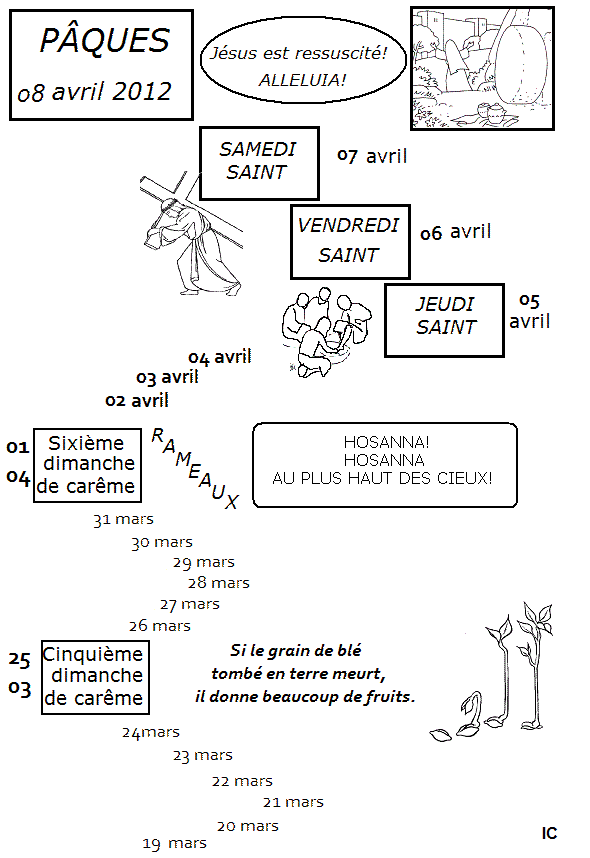 PÂQUES
08 avril 2012
Jésus est ressuscité!
ALLELUIA!
SAMEDI
SAINT
07 avril
VENDREDI
SAINT
06 avril
JEUDI
SAINT
05
avril
04 avril
03 avril
02 avril
01
04
Sixième
dimanche
de carême
RAMEAUX
HOSANNA!
HOSANNA
AU PLUS HAUT DES CIEUX!
31 mars
30 mars
29 mars
28 mars
27 mars
26 mars
25
03
Cinquième
dimanche
de carême
Si le grain de blé
tombé en terre meurt,
il donne beaucoup de fruits.
24mars
23 mars
22 mars
21 mars
20 mars
19 mars
IC